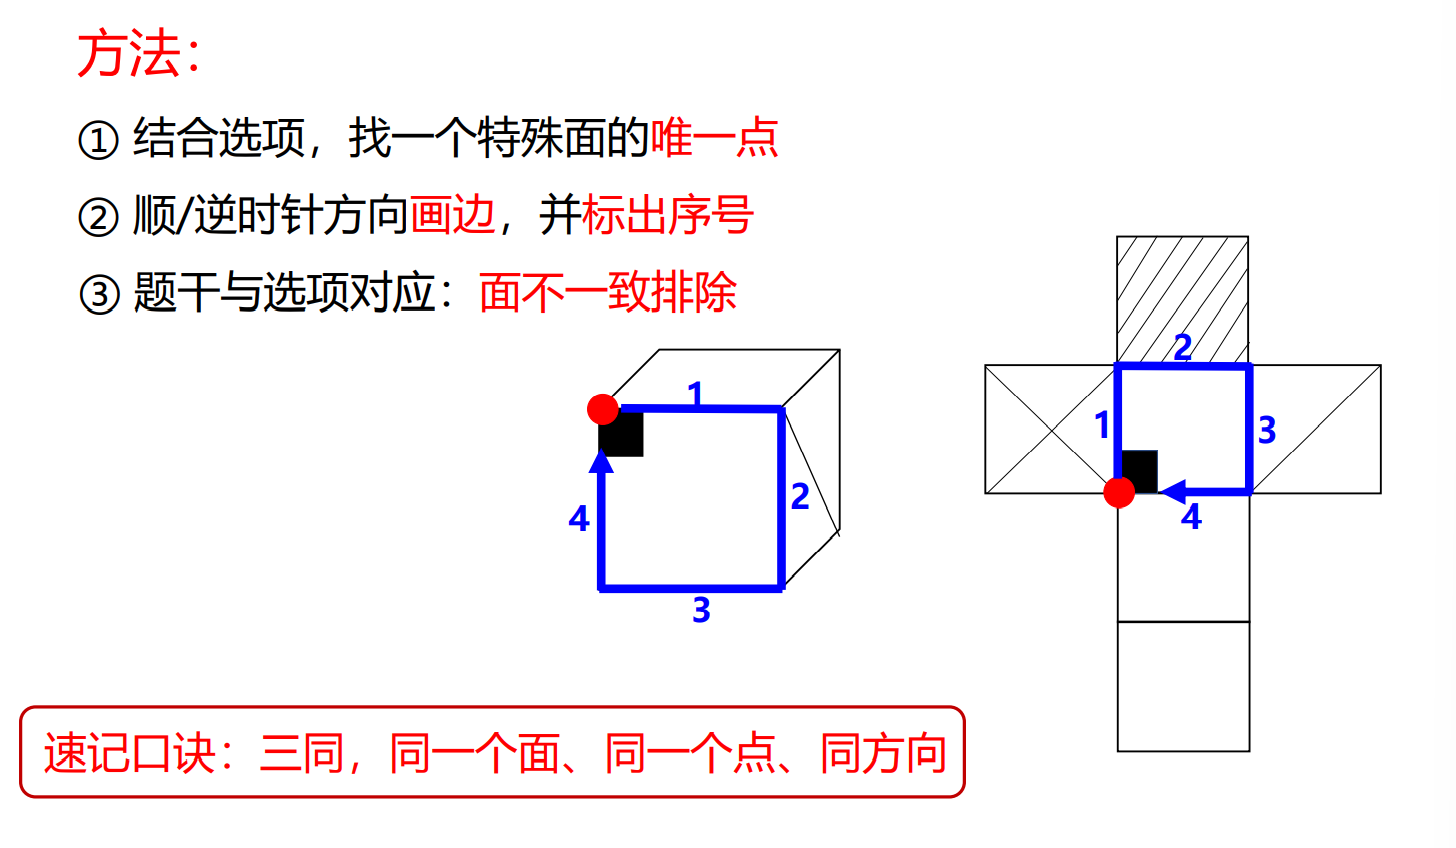 方法：
① 结合选项，找一个特殊面的唯一点
② 顺/逆时针方向画边，并标出序号
③ 题干与选项对应：面不一致排除
1
2
3
4
2
1
3
4
速记口诀：三同，同一个面、同一个点、同方向